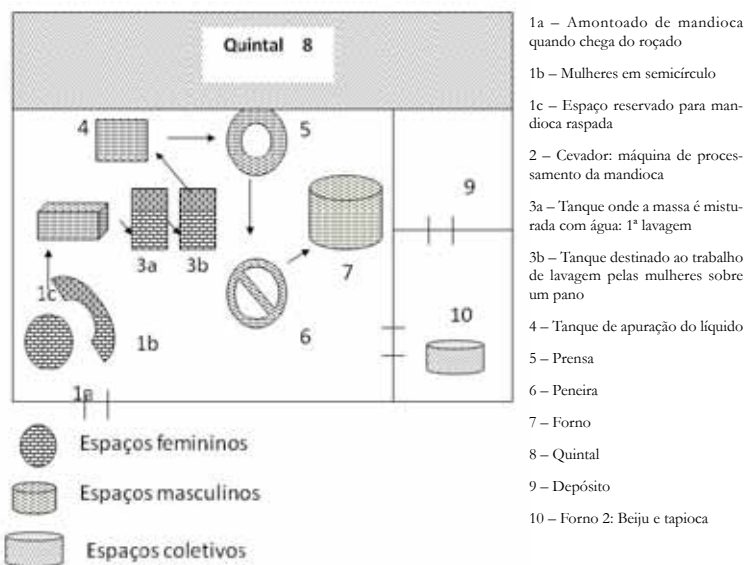 Quintal 8
4
5
9
3a 3b
7
1c
10
1b
6
1a
Espaços femininos
Espaços masculinos
Espaços coletivos
1a – Amontoado de mandioca
quando chega do roçado
1b – Mulheres em semicírculo
1c – Espaço reservado para man-
dioca raspada
2 – Cevador: máquina de proces-
samento da mandioca
3a – Tanque onde a massa é mistu-
rada com água: 1ª lavagem
3b – Tanque destinado ao trabalho
de lavagem pelas mulheres sobre
um pano
4 – Tanque de apuração do líquido
5 – Prensa
6 – Peneira
7 – Forno
8 – Quintal
9 – Depósito
10 – Forno 2: Beiju e tapioca